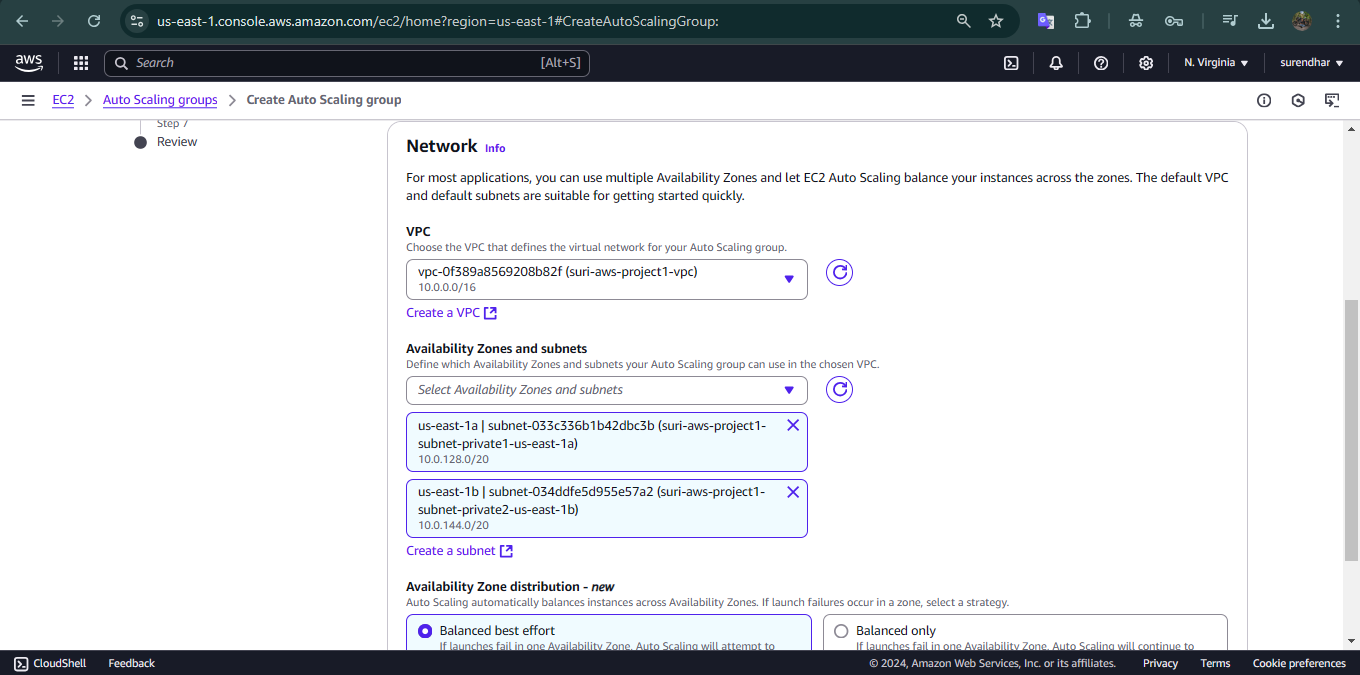 us-east-1.console.aws.amazon.com/ec2/home?region=us-east-1#CreateAutoScalingGroup:
aws
Search
[Alt+S]
N. Virginia
surendhar
EC2
Auto Scaling groups
Create Auto Scaling group
Step 7
Review
Network Info
For most applications, you can use multiple Availability Zones and let EC2 Auto Scaling balance your instances across the zones. The default VPC
and default subnets are suitable for getting started quickly.
VPC
Choose the VPC that defines the virtual network for your Auto Scaling group.
vpc-0f389a8569208b82f (suri-aws-project1-vpc)
10.0.0.0/16
Create a VPC
Availability Zones and subnets
Define which Availability Zones and subnets your Auto Scaling group can use in the chosen VPC.
Select Availability Zones and subnets
us-east-1a | subnet-033c336b1b42dbc3b (suri-aws-project1-
subnet-private1-us-east-1a)
10.0.128.0/20
us-east-1b | subnet-034ddfe5d955e57a2 (suri-aws-project1-
subnet-private2-us-east-1b)
10.0.144.0/20
Create a subnet
Availability Zone distribution - new
Auto Scaling automatically balances instances across Availability Zones. If launch failures occur in a zone, select a strategy.
Balanced best effort
If launches fail in one Availability Zone, Auto Scaling will attempt to
Balanced only
If launches fail in one Availability Zone, Auto Scaling will continue to
CloudShell
Feedback
© 2024, Amazon Web Services, Inc. or its affiliates.
Privacy
Terms
Cookie preferences